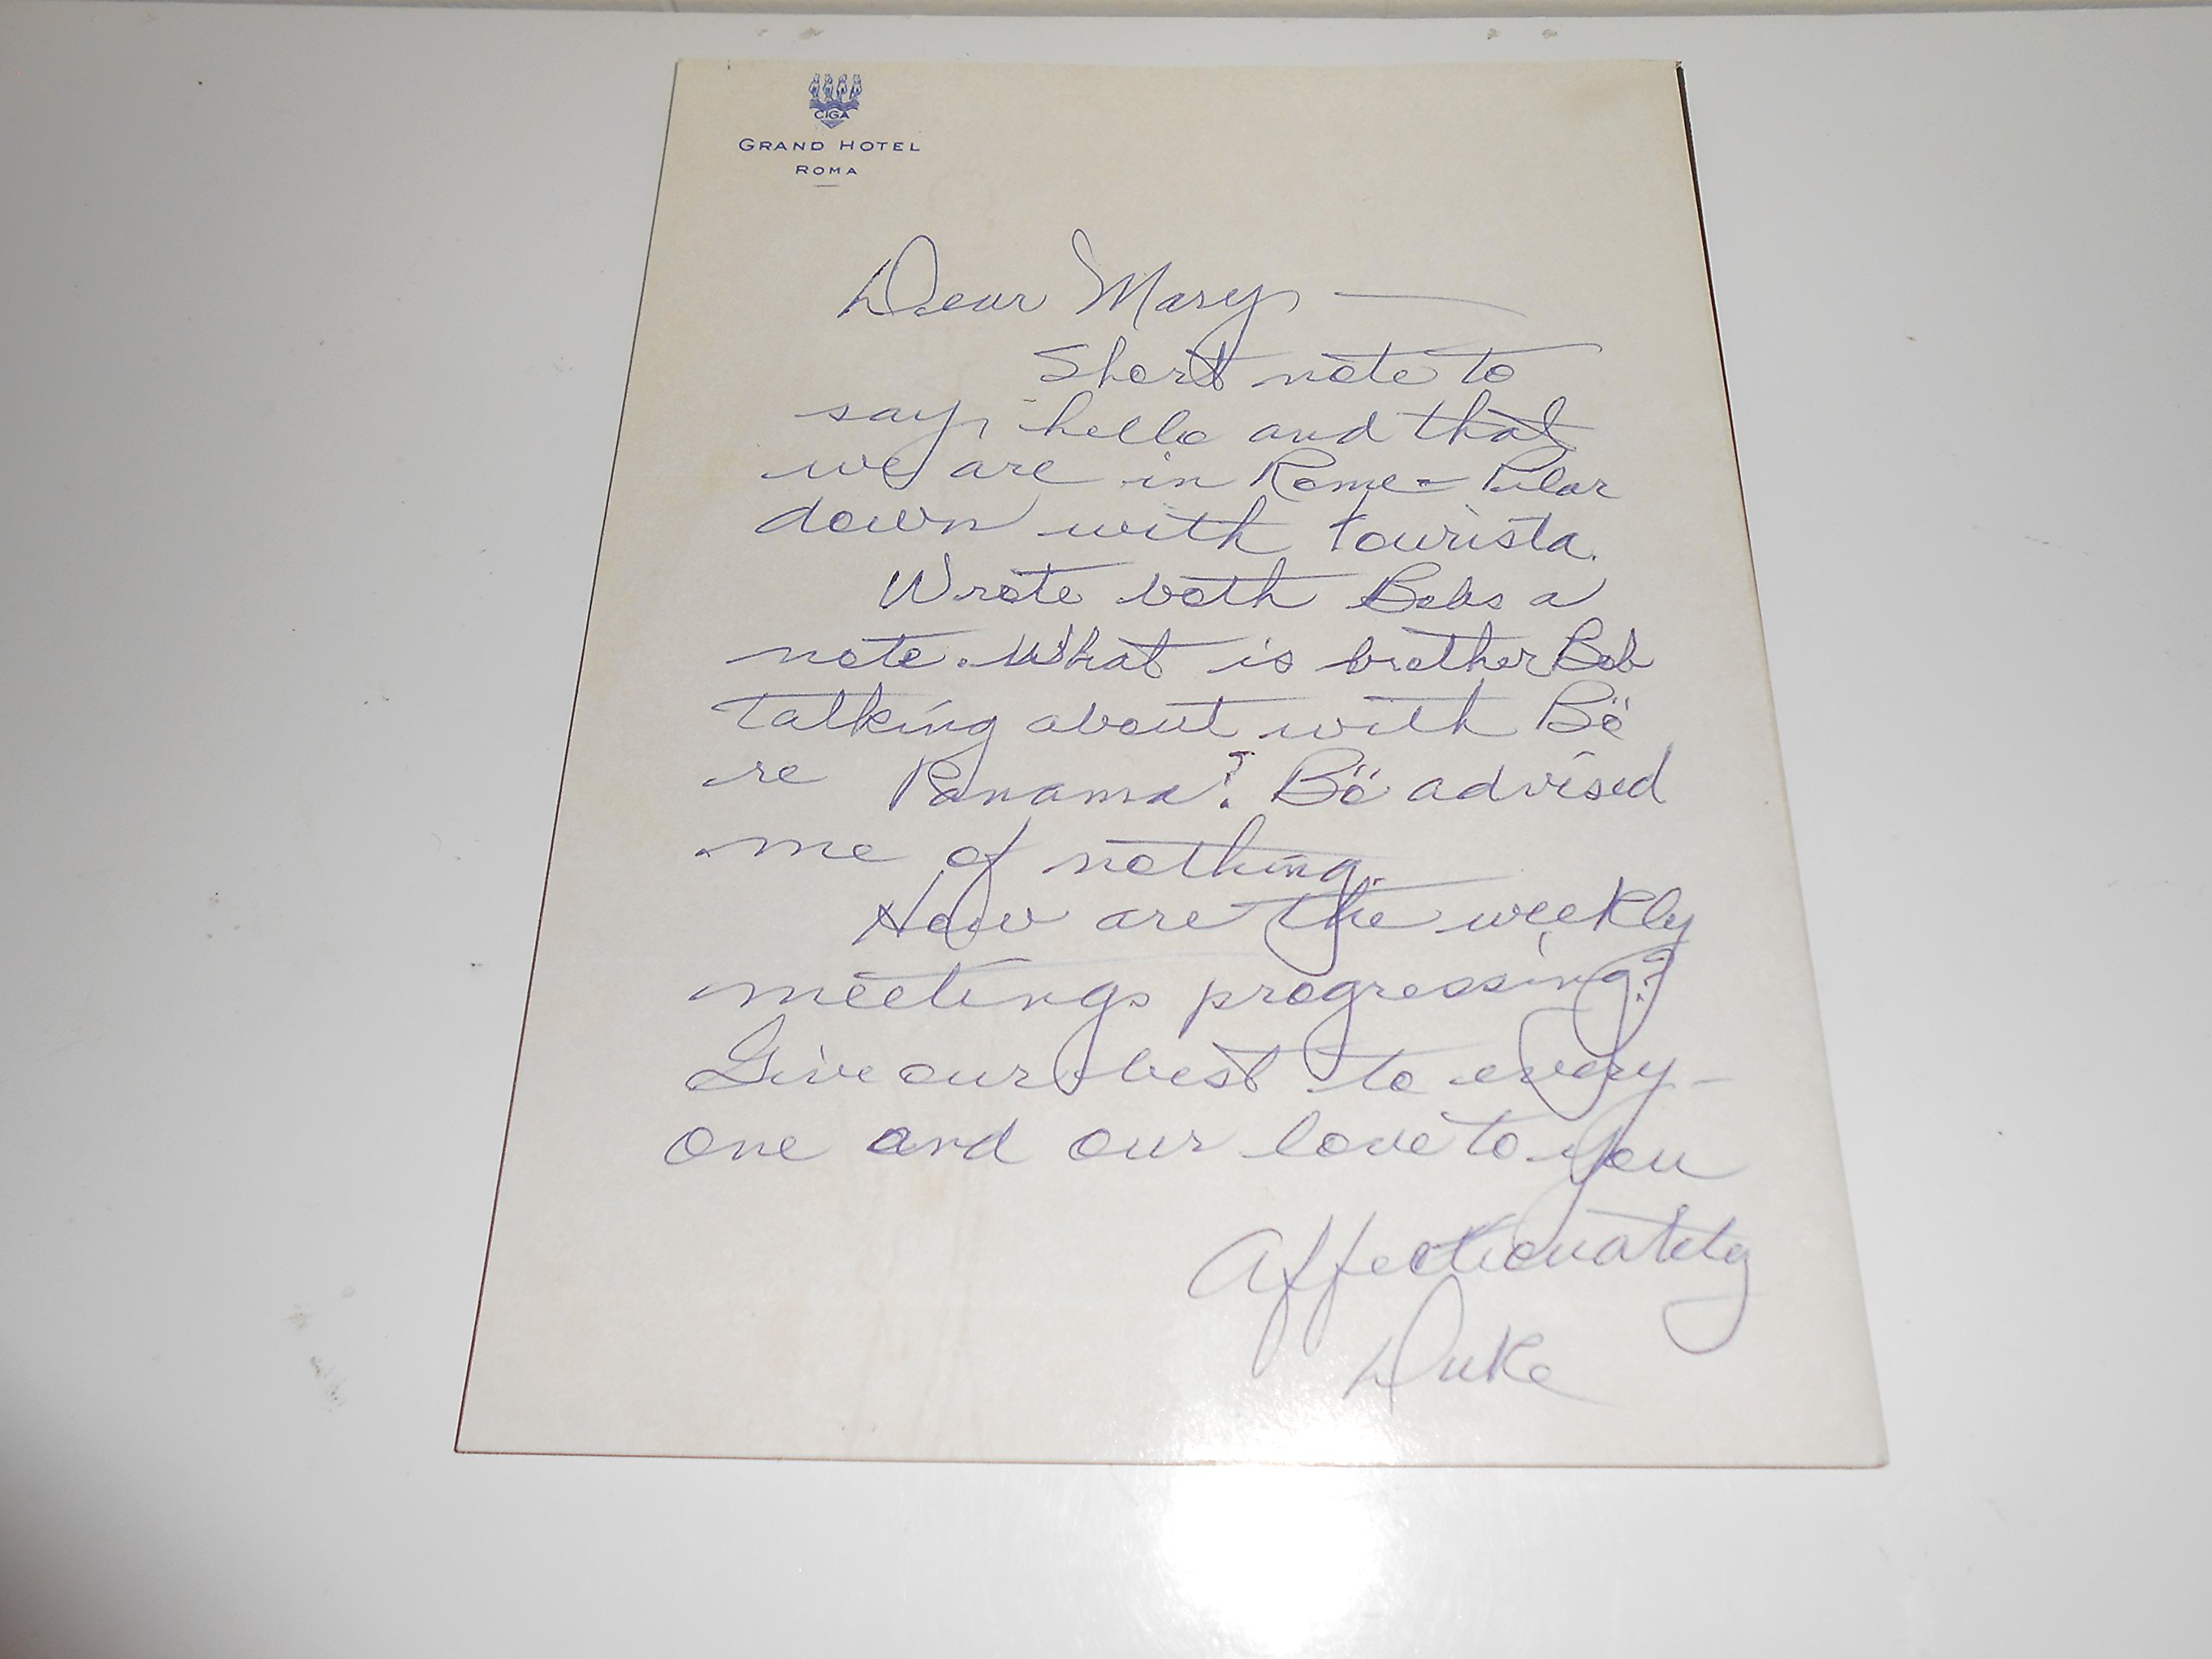 CIGA
GRAND HOTEL
ROMA
Dear Mary —
Short note to
say hello and that
we are in Rome - Pilar
down with tourista.
Wrote both Bobs a
note. What is brother Bob
talking about with Bö
re Panama? Bö advised
me of nothing.
How are the weekly
meetings progressing?
Give our best to every-
one and our love to you
Affectionately
Duke